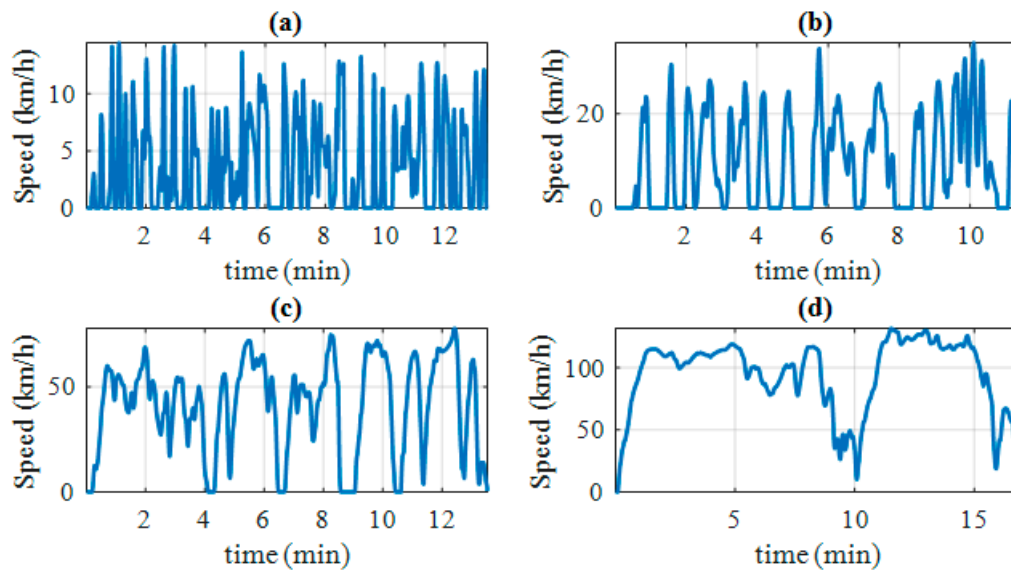 (a)
Speed (km/h)
10
5
0
2 4 6 8 10 12
time (min)
(b)
Speed (km/h)
20
0
2 4 6 8 10
time (min)
(c)
Speed (km/h)
50
0
2 4 6 8 10 12
time (min)
(d)
Speed (km/h)
100
50
0
5 10 15
time (min)